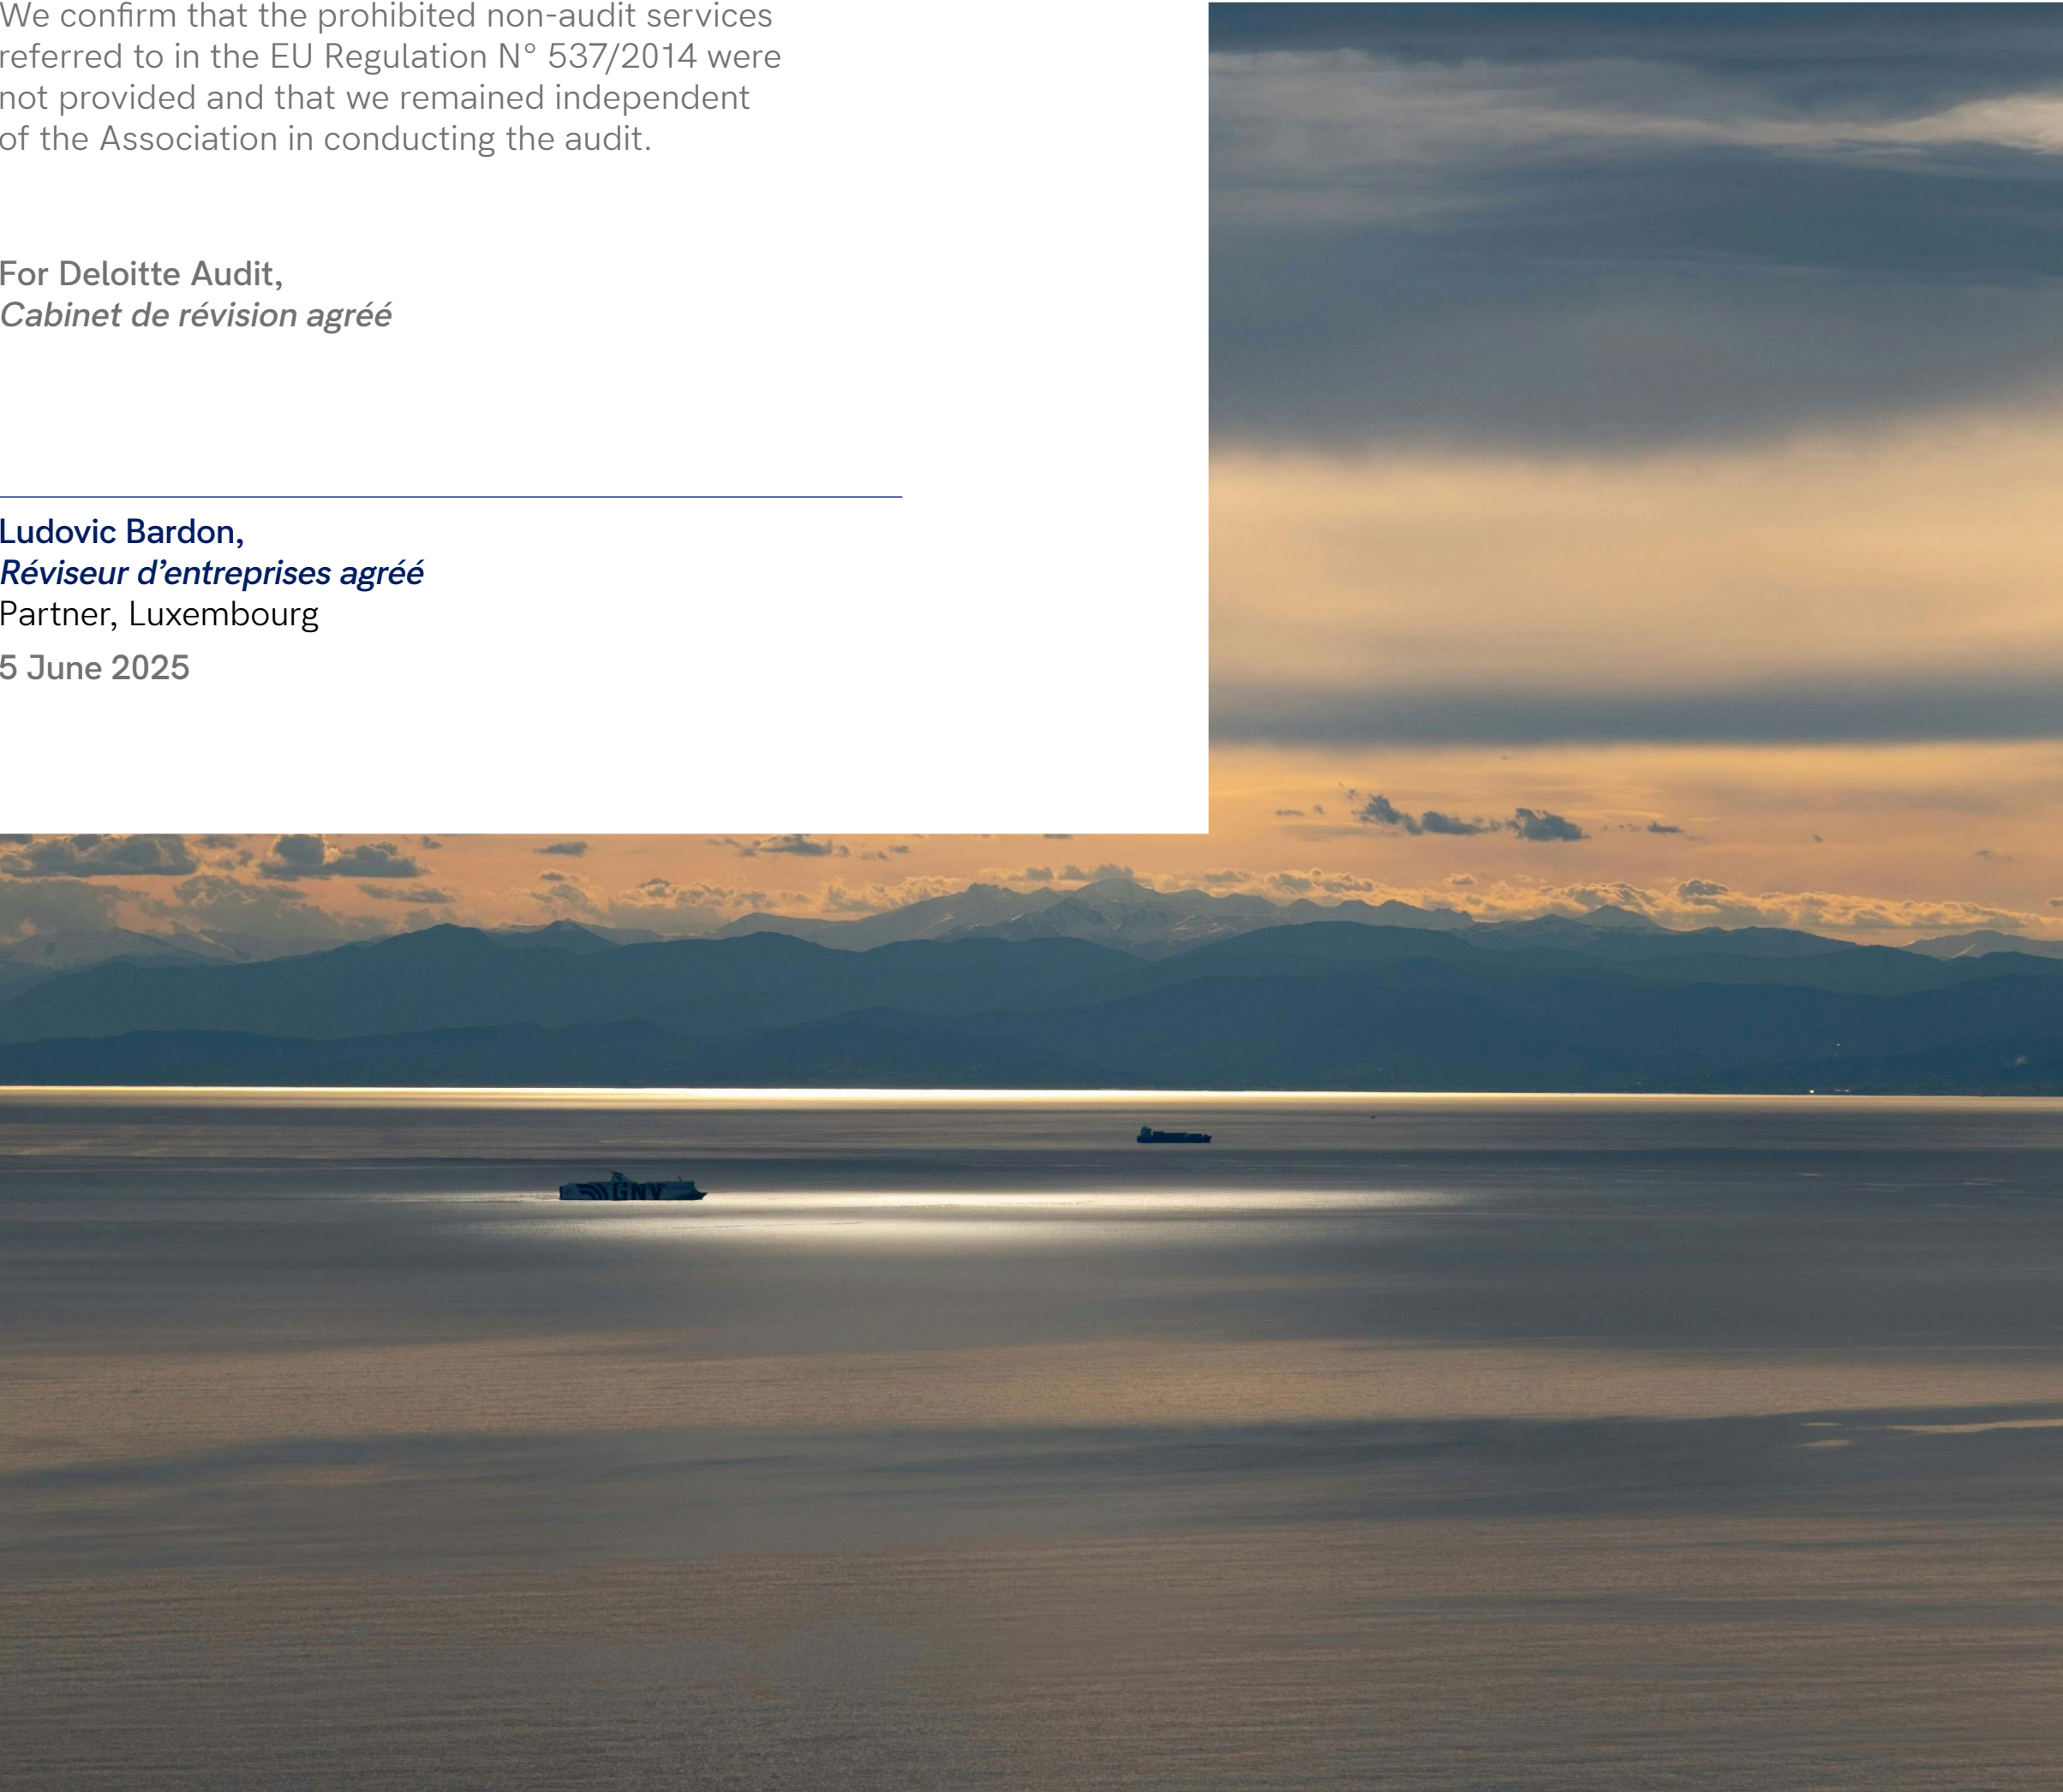 We confirm that the prohibited non-audit services
referred to in the EU Regulation N° 537/2014 were
not provided and that we remained independent
of the Association in conducting the audit.
For Deloitte Audit,
Cabinet de révision agréé
Ludovic Bardon,
Réviseur d’entreprises agréé
Partner, Luxembourg
5 June 2025
GNV